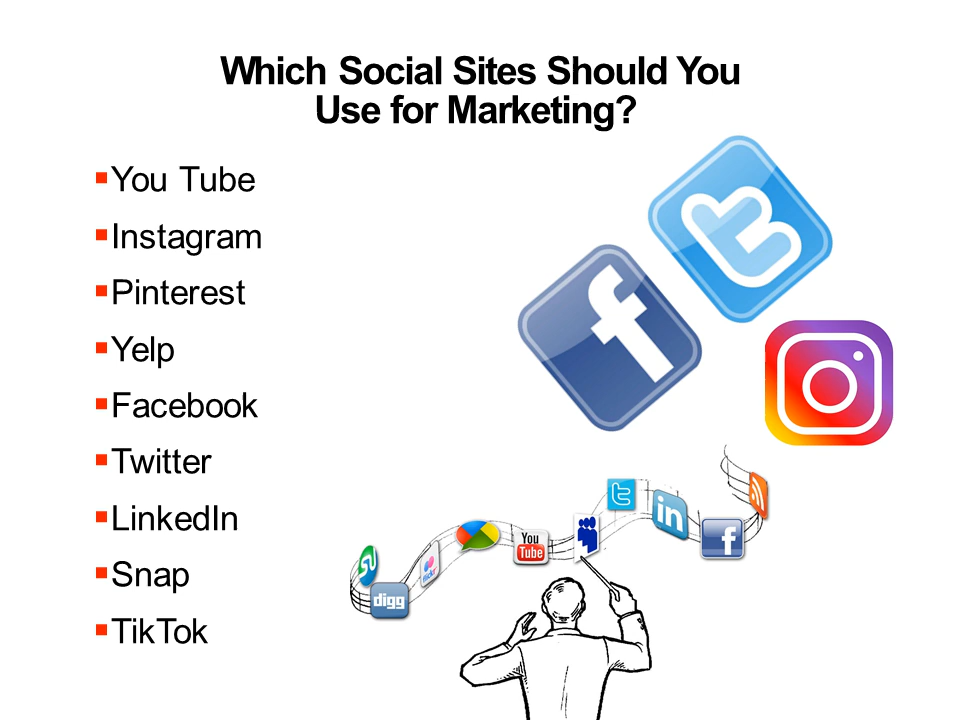 Which Social Sites Should You
Use for Marketing?
You Tube
Instagram
Pinterest
Yelp
Facebook
Twitter
LinkedIn
Snap
TikTok
t
f
t
in
f
You
Tube
flickr
digg